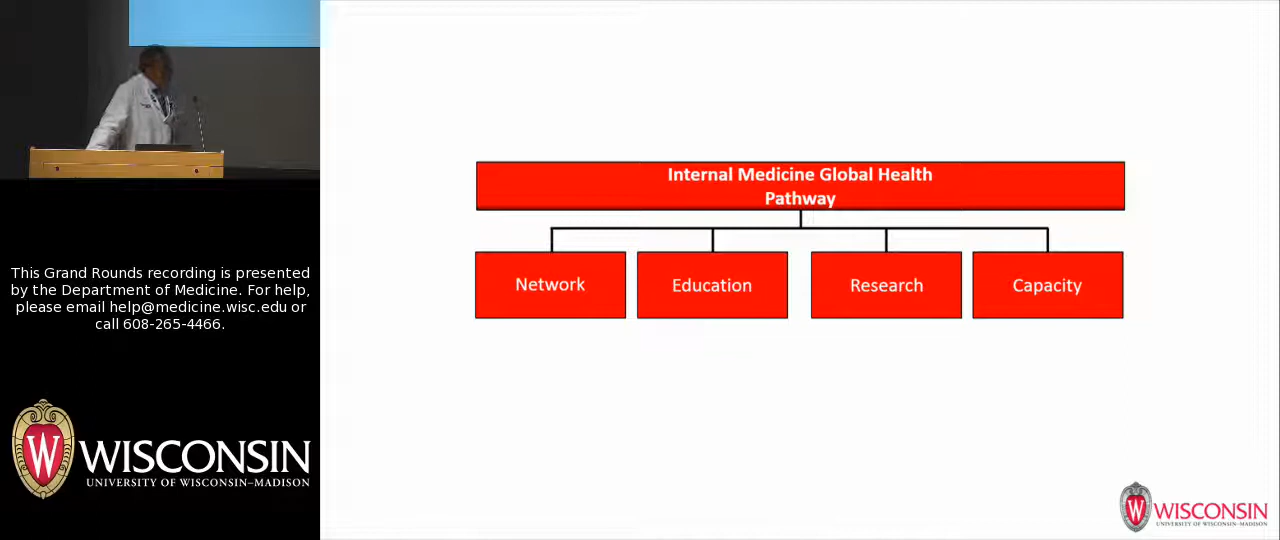 This Grand Rounds recording is presented
by the Department of Medicine. For help,
please email help@medicine.wisc.edu or
call 608-265-4466.
W
WISCONSIN
UNIVERSITY OF WISCONSIN–MADISON
Internal Medicine Global Health
Pathway
Network
Education
Research
Capacity
W
WISCONSIN
UNIVERSITY OF WISCONSIN–MADISON